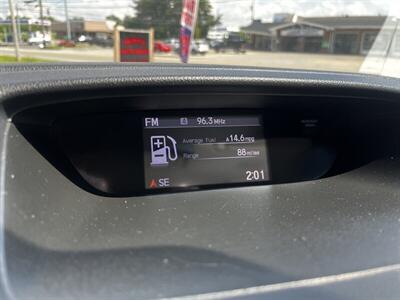 FM 96.3 MHz
Average Fuel A 14.6 mpg
Range 88 miles
SE 2:01